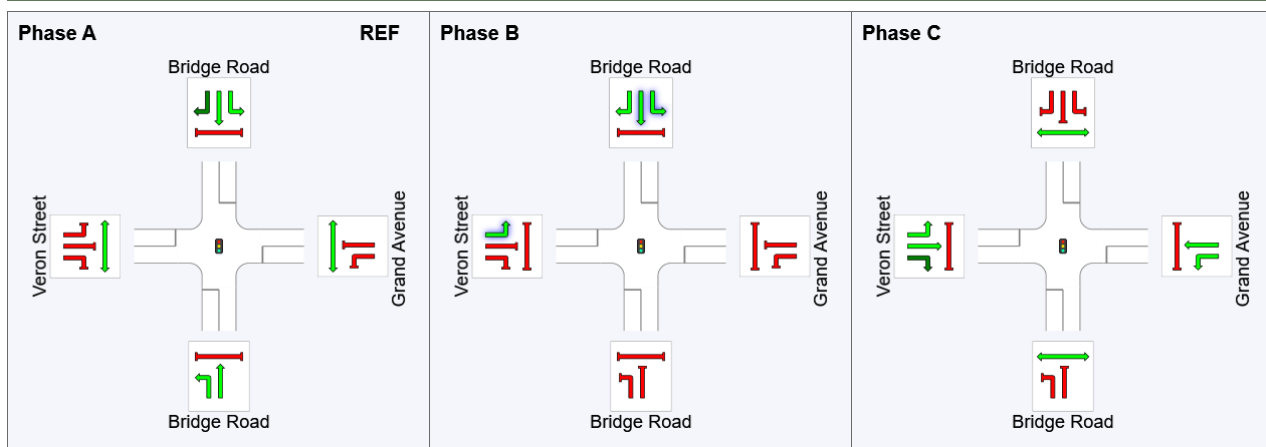 Phase A
REF
Bridge Road
Veron Street
Grand Avenue
Bridge Road
Phase B
Bridge Road
Veron Street
Grand Avenue
Bridge Road
Phase C
Bridge Road
Veron Street
Grand Avenue
Bridge Road